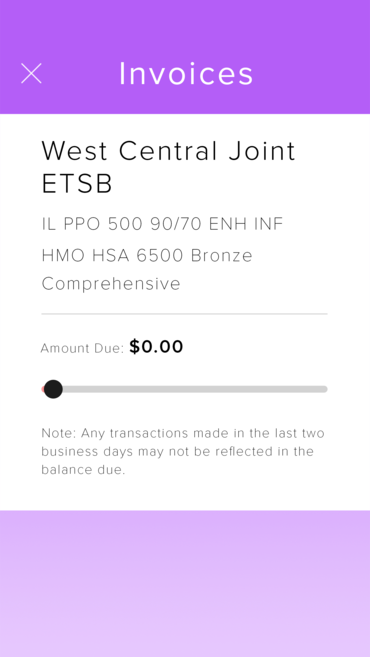 Invoices
West Central Joint
ETSB
IL PPO 500 90/70 ENH INF
HMO HSA 6500 Bronze
Comprehensive
Amount Due: $0.00
Note: Any transactions made in the last two
business days may not be reflected in the
balance due.